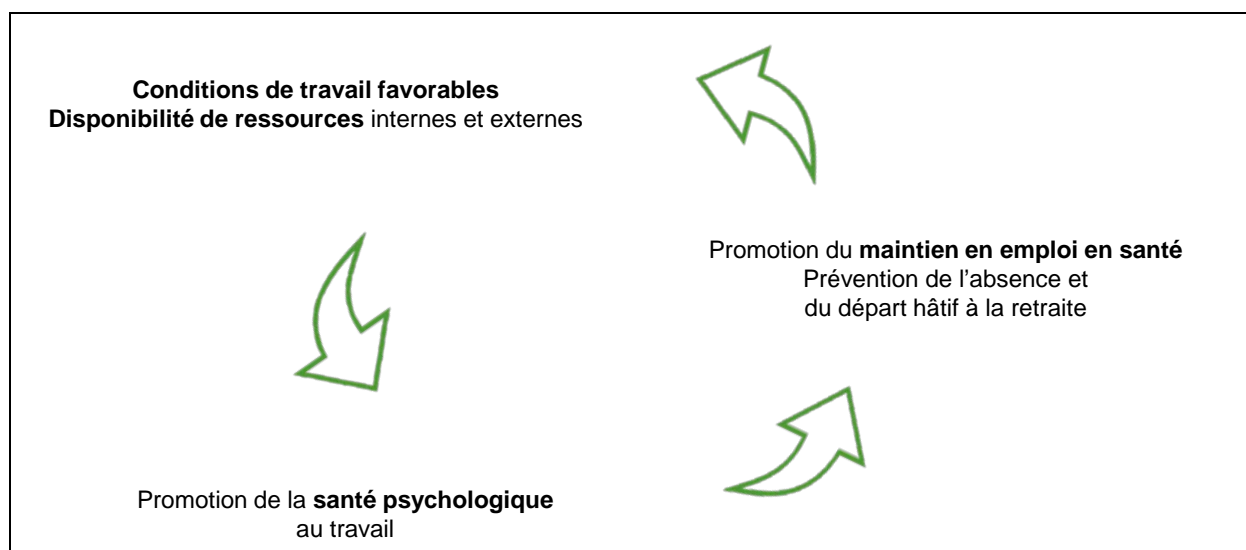 Conditions de travail favorables
Disponibilité de ressources internes et externes
Promotion du maintien en emploi en santé
Prévention de l'absence et
du départ hâtif à la retraite
Promotion de la santé psychologique
au travail